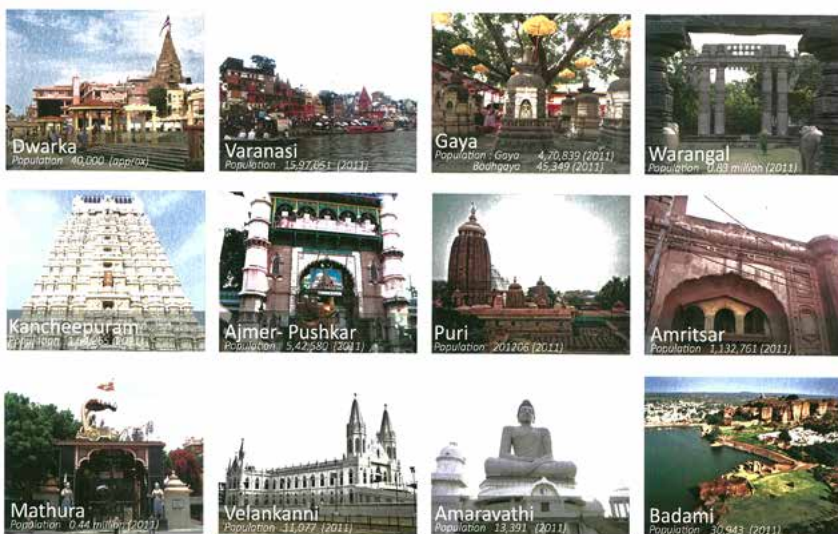 Dwarka
Population 40,000 (approx)
Varanasi
Population 15,97,051 (2011)
Gaya
Population : Gaya 4,70,839 (2011)
Bodhgaya 45,349 (2011)
Warangal
Population 0.83 million (2011)
Kancheepuram
Population (2011)
Ajmer- Pushkar
Population 5,42,580 (2011)
Puri
Population 201206 (2011)
Amritsar
Population 1,132,761 (2011)
Mathura
Population 0.44 million (2011)
Velankanni
Population 11,077 (2011)
Amaravathi
Population 13,391 (2011)
Badami
Population 30,943 (2011)